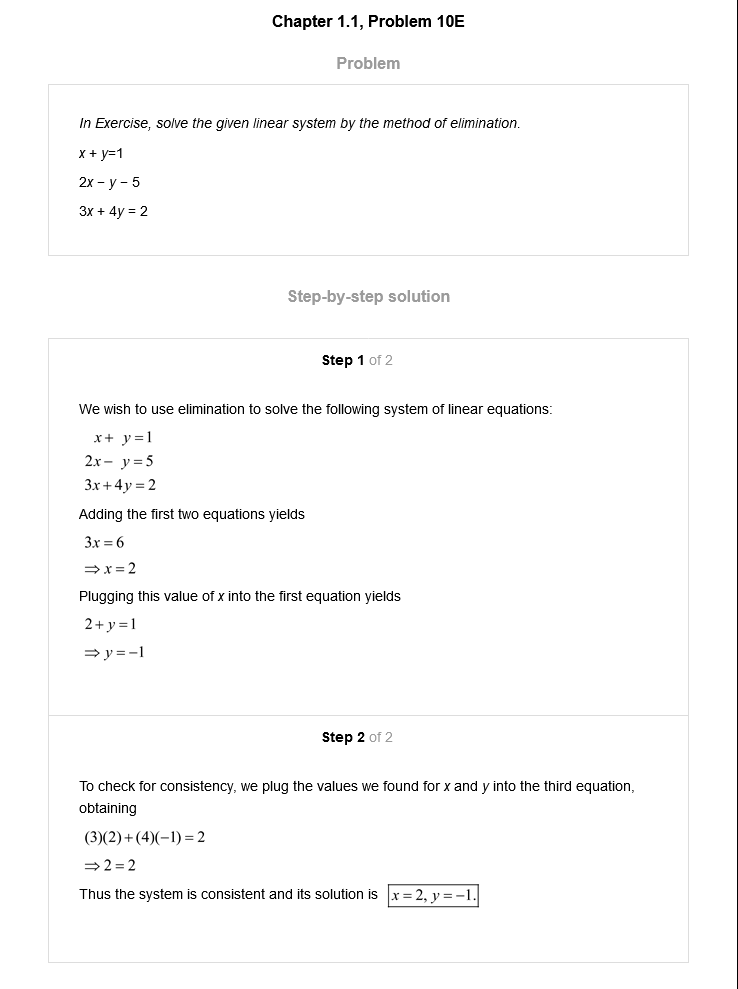 Chapter 1.1, Problem 10E
Problem
In Exercise, solve the given linear system by the method of elimination.
x + y=1
2x – y – 5
3x + 4y = 2
Step-by-step solution
Step 1 of 2
We wish to use elimination to solve the following system of linear equations:
x + y = 1
2x − y = 5
3x + 4y = 2
Adding the first two equations yields
3x = 6
⇒ x = 2
Plugging this value of x into the first equation yields
2 + y = 1
⇒ y = −1
Step 2 of 2
To check for consistency, we plug the values we found for x and y into the third equation,
obtaining
(3)(2) + (4)(−1) = 2
⇒ 2 = 2
Thus the system is consistent and its solution is x = 2, y = −1.